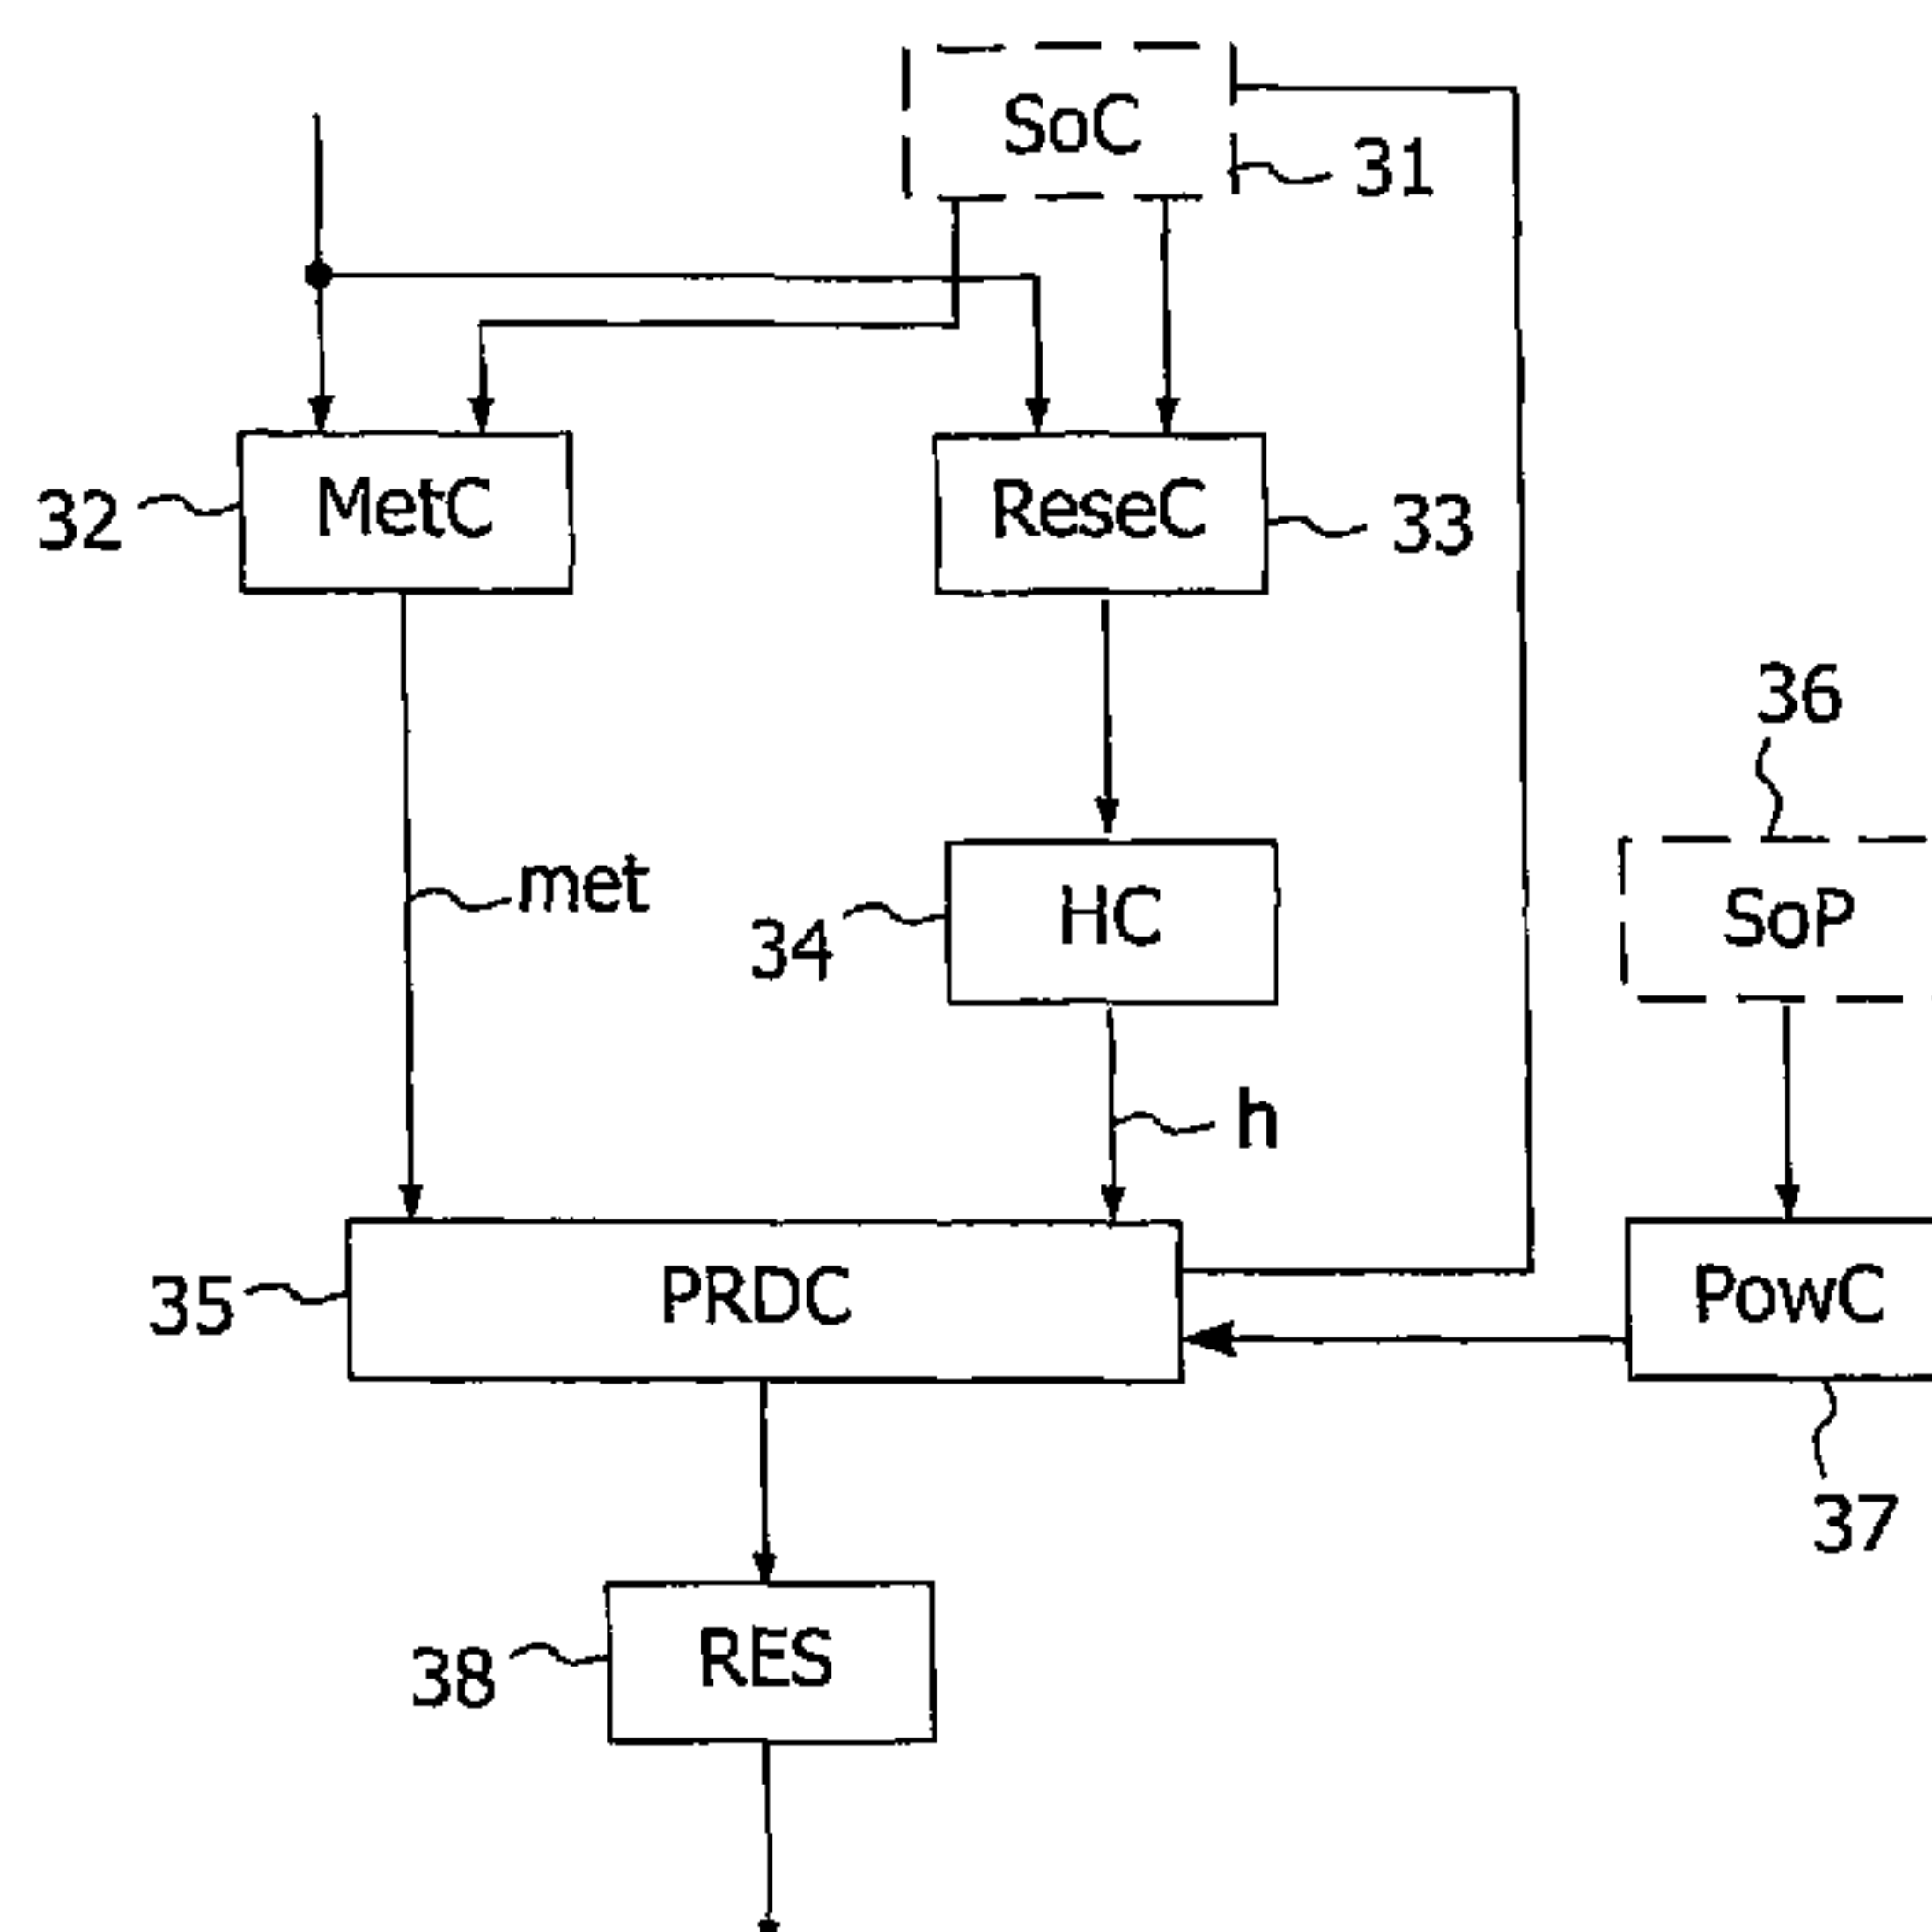 SoC
31
MetC
32
ReseC
33
36
met
HC
34
SoP
h
PRDC
35
PowC
37
RES
38